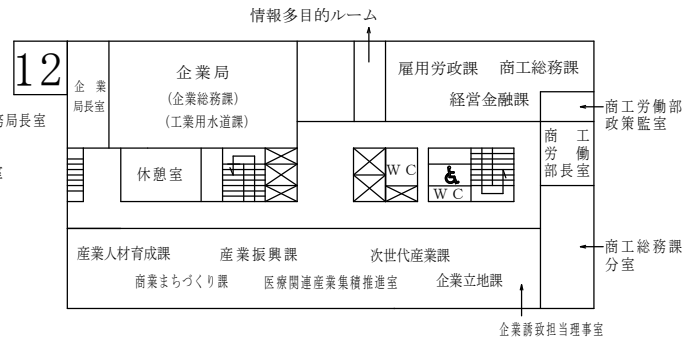 情報多目的ルーム
12
企業
局長室
企業局
(企業総務課)
(工業用水道課)
雇用労政課 商工総務課
経営金融課
商工労働部
政策監室
局長室
室
商工
労働
部長室
休憩室
WC
WC
産業人材育成課 産業振興課 次世代産業課
商業まちづくり課 医療関連産業集積推進室 企業立地課
商工総務課
分室
企業誘致担当理事室